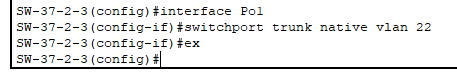 SW-37-2-3(config)#interface Po1
SW-37-2-3(config-if)#switchport trunk native vlan 22
SW-37-2-3(config-if)#ex
SW-37-2-3(config)#